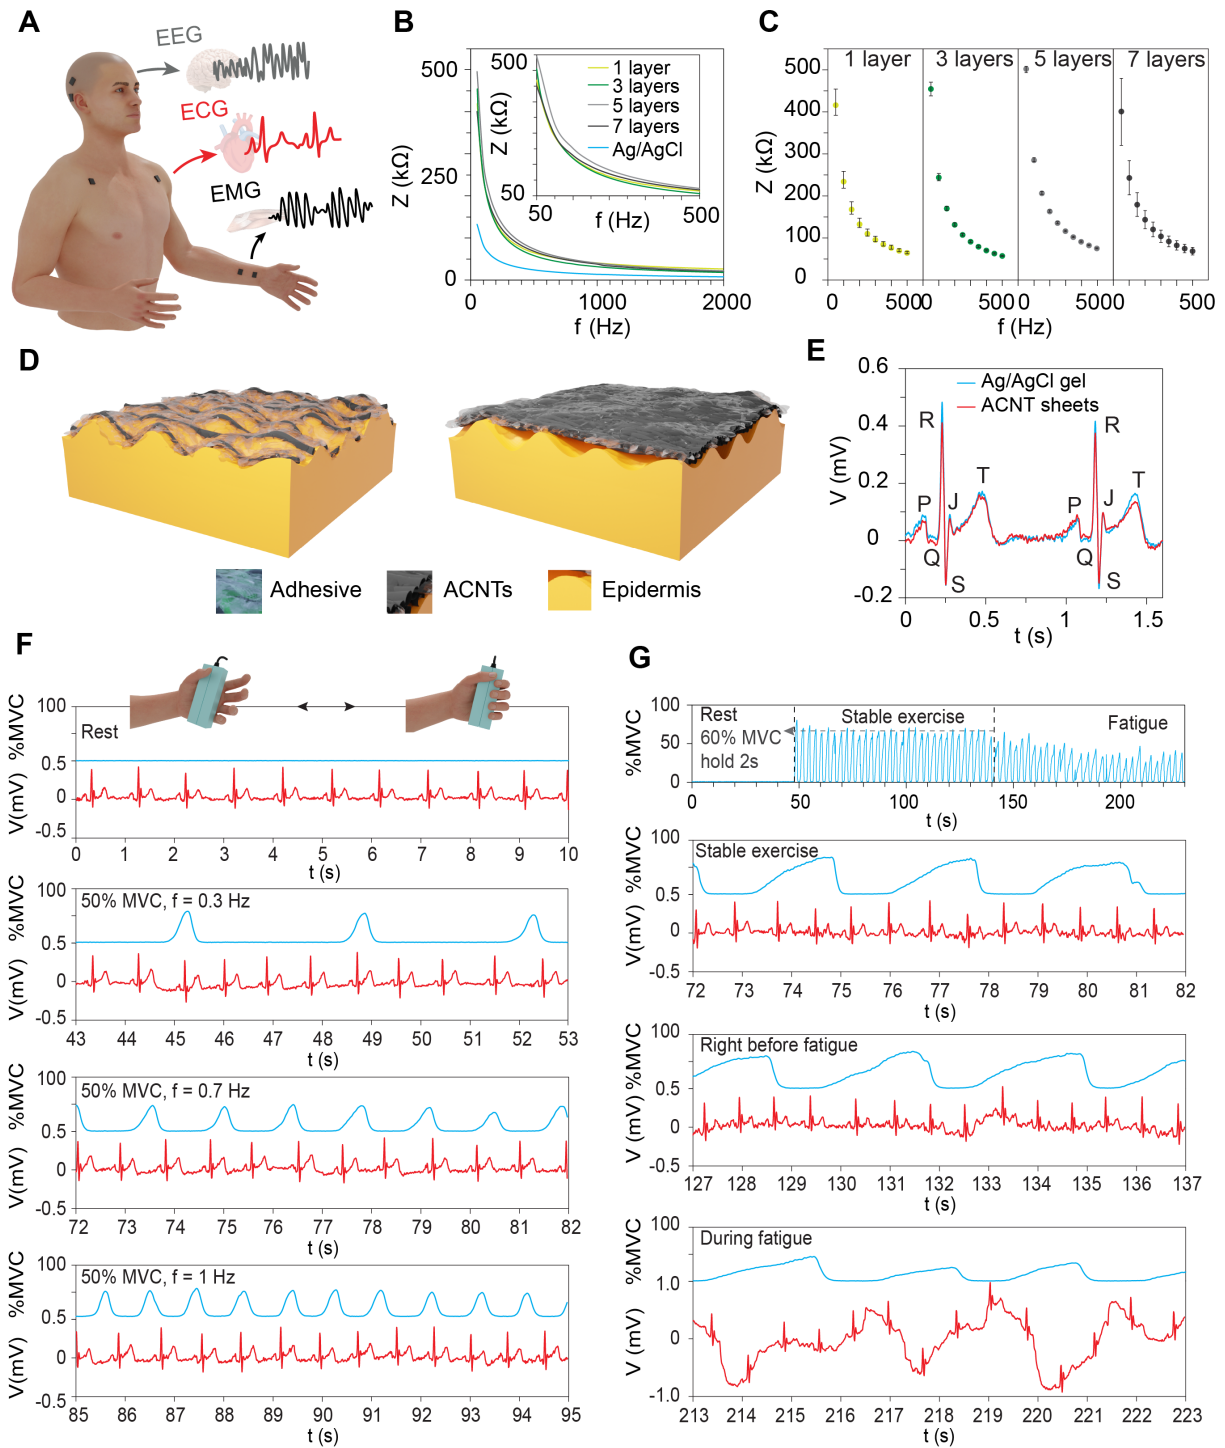 A
EEG
ECG
EMG
B
500
250
0
Z (kΩ)
0
1000
2000
f (Hz)
500
50
Z (kΩ)
50
500
f (Hz)
1 layer
3 layers
5 layers
7 layers
Ag/AgCl
C
500
400
300
200
100
0
Z (kΩ)
1 layer
3 layers
5 layers
7 layers
0
500
0
500
0
500
0
500
f (Hz)
D
Adhesive
ACNTs
Epidermis
E
0.6
0.4
0.2
0
-0.2
V (mV)
Ag/AgCl gel
ACNT sheets
P
Q
R
S
J
T
P
Q
R
S
J
T
0
0.5
1
1.5
t (s)
F
100
%MVC
Rest
0.5
0
-0.5
V(mV)
0 1 2 3 4 5 6 7 8 9 10
t (s)
100
%MVC
50% MVC, f = 0.3 Hz
0.5
0
-0.5
V(mV)
43 44 45 46 47 48 49 50 51 52 53
t (s)
100
%MVC
50% MVC, f = 0.7 Hz
0.5
0
-0.5
V(mV)
72 73 74 75 76 77 78 79 80 81 82
t (s)
100
%MVC
50% MVC, f = 1 Hz
0.5
0
-0.5
V(mV)
85 86 87 88 89 90 91 92 93 94 95
t (s)
G
100
50
0
%MVC
Rest
60% MVC
hold 2s
Stable exercise
Fatigue
0 50 100 150 200
t (s)
100
%MVC
Stable exercise
0.5
0
-0.5
V(mV)
72 73 74 75 76 77 78 79 80 81 82
t (s)
100
%MVC
Right before fatigue
0.5
0
-0.5
V (mV)
127 128 129 130 131 132 133 134 135 136 137
t (s)
100
%MVC
During fatigue
1.0
0
-1.0
V (mV)
213 214 215 216 217 218 219 220 221 222 223
t (s)